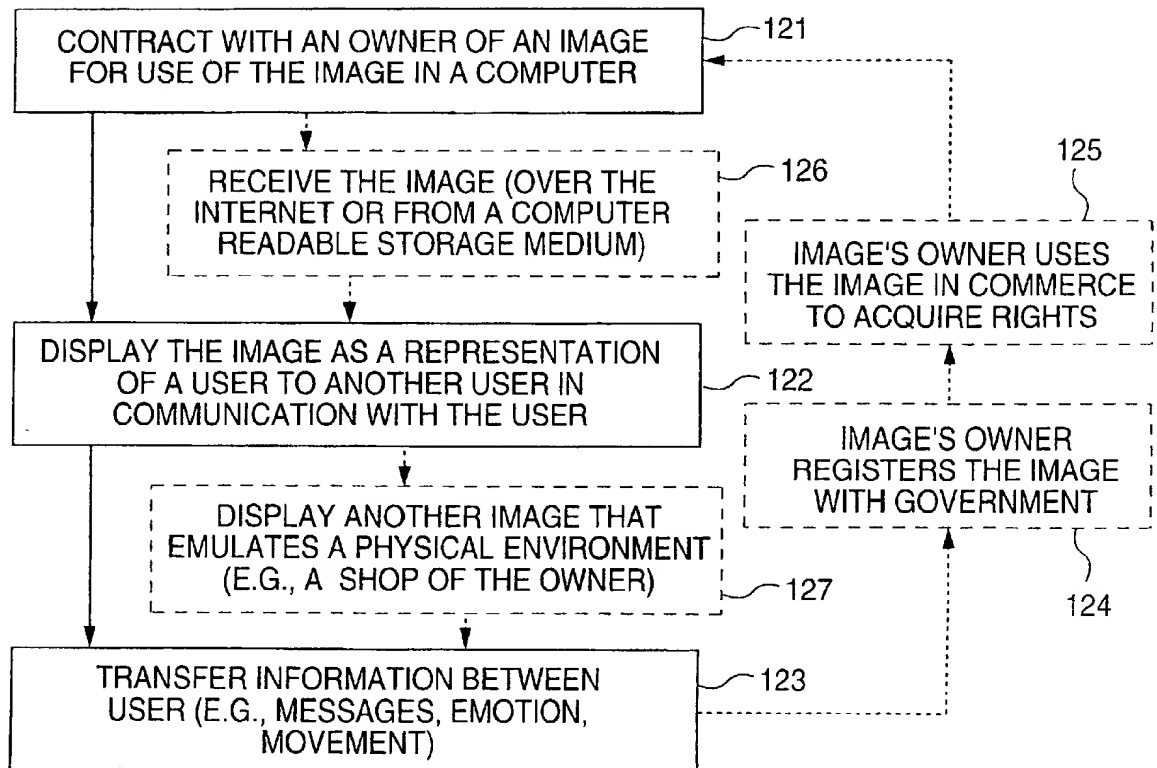 CONTRACT WITH AN OWNER OF AN IMAGE
FOR USE OF THE IMAGE IN A COMPUTER
121
RECEIVE THE IMAGE (OVER THE
INTERNET OR FROM A COMPUTER
READABLE STORAGE MEDIUM)
126
125
IMAGE'S OWNER USES
THE IMAGE IN COMMERCE
TO ACQUIRE RIGHTS
DISPLAY THE IMAGE AS A REPRESENTATION
OF A USER TO ANOTHER USER IN
COMMUNICATION WITH THE USER
122
IMAGE'S OWNER
REGISTERS THE IMAGE
WITH GOVERNMENT
124
DISPLAY ANOTHER IMAGE THAT
EMULATES A PHYSICAL ENVIRONMENT
(E.G., A SHOP OF THE OWNER)
127
TRANSFER INFORMATION BETWEEN
USER (E.G., MESSAGES, EMOTION,
MOVEMENT)
123